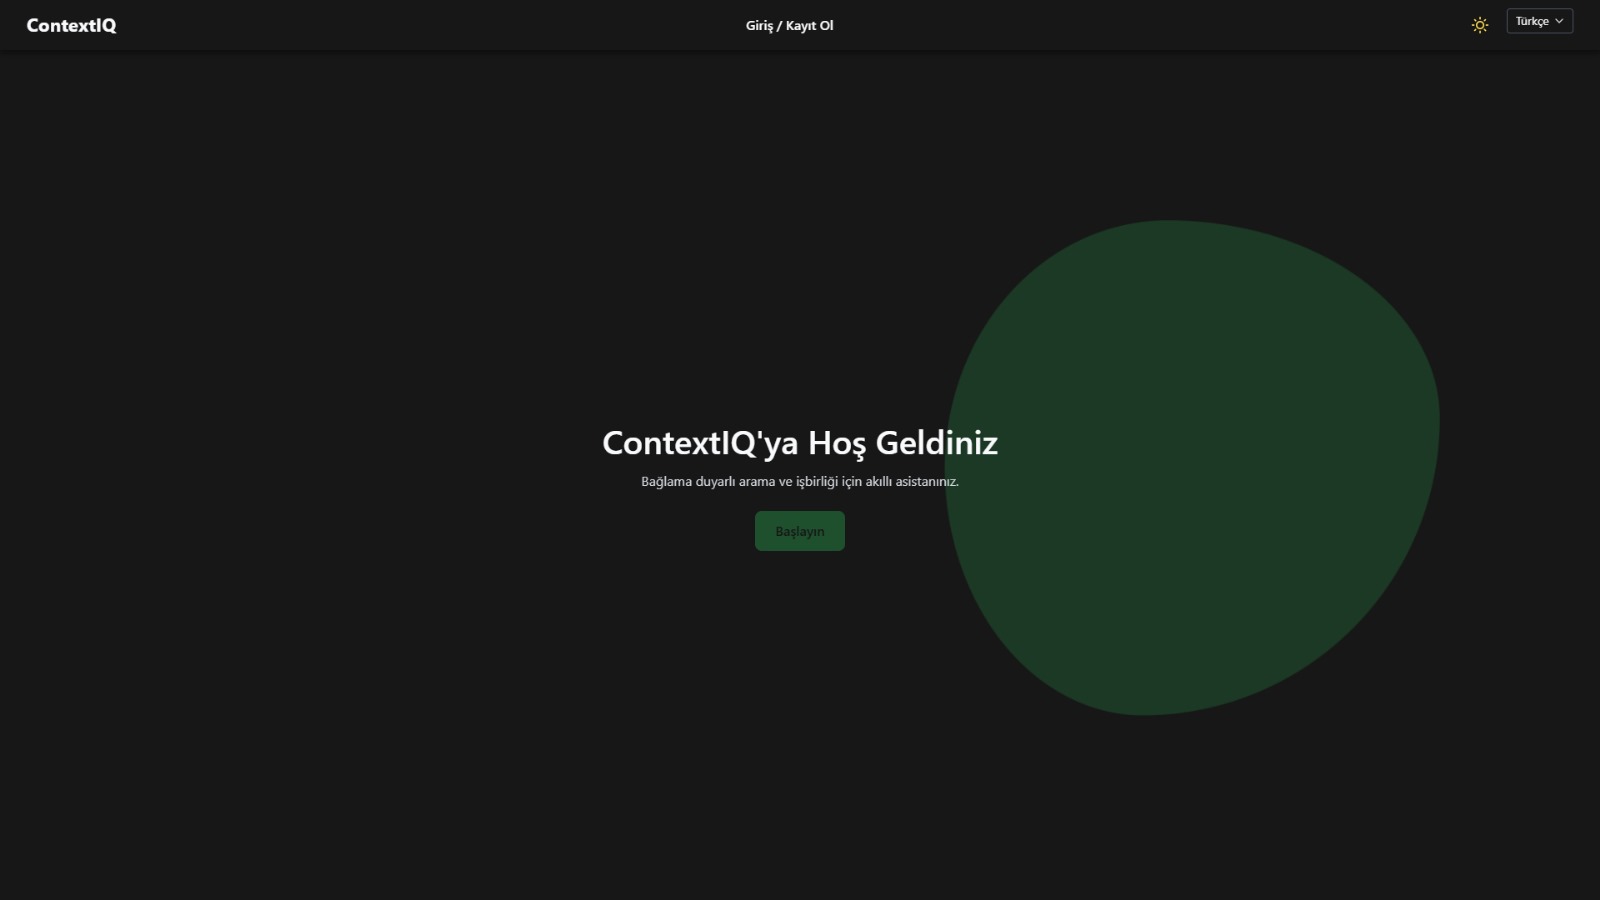 ContextIQ
Giriş / Kayıt Ol
Türkçe
ContextIQ'ya Hoş Geldiniz
Bağlama duyarlı arama ve işbirliği için akıllı asistanınız.
Başlayın